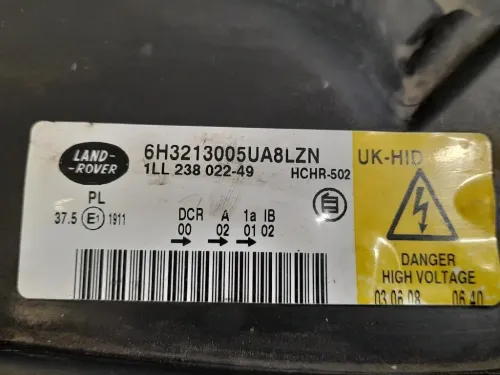 LAND-
-ROVER
6H3213005UA8LZN
1LL 238 022-49
HCHR-502
UK-HID
PL
37.5 E1 1911
DCR A 1a IB
00 02 01 02
自
DANGER
HIGH VOLTAGE
03.06.08 06.40